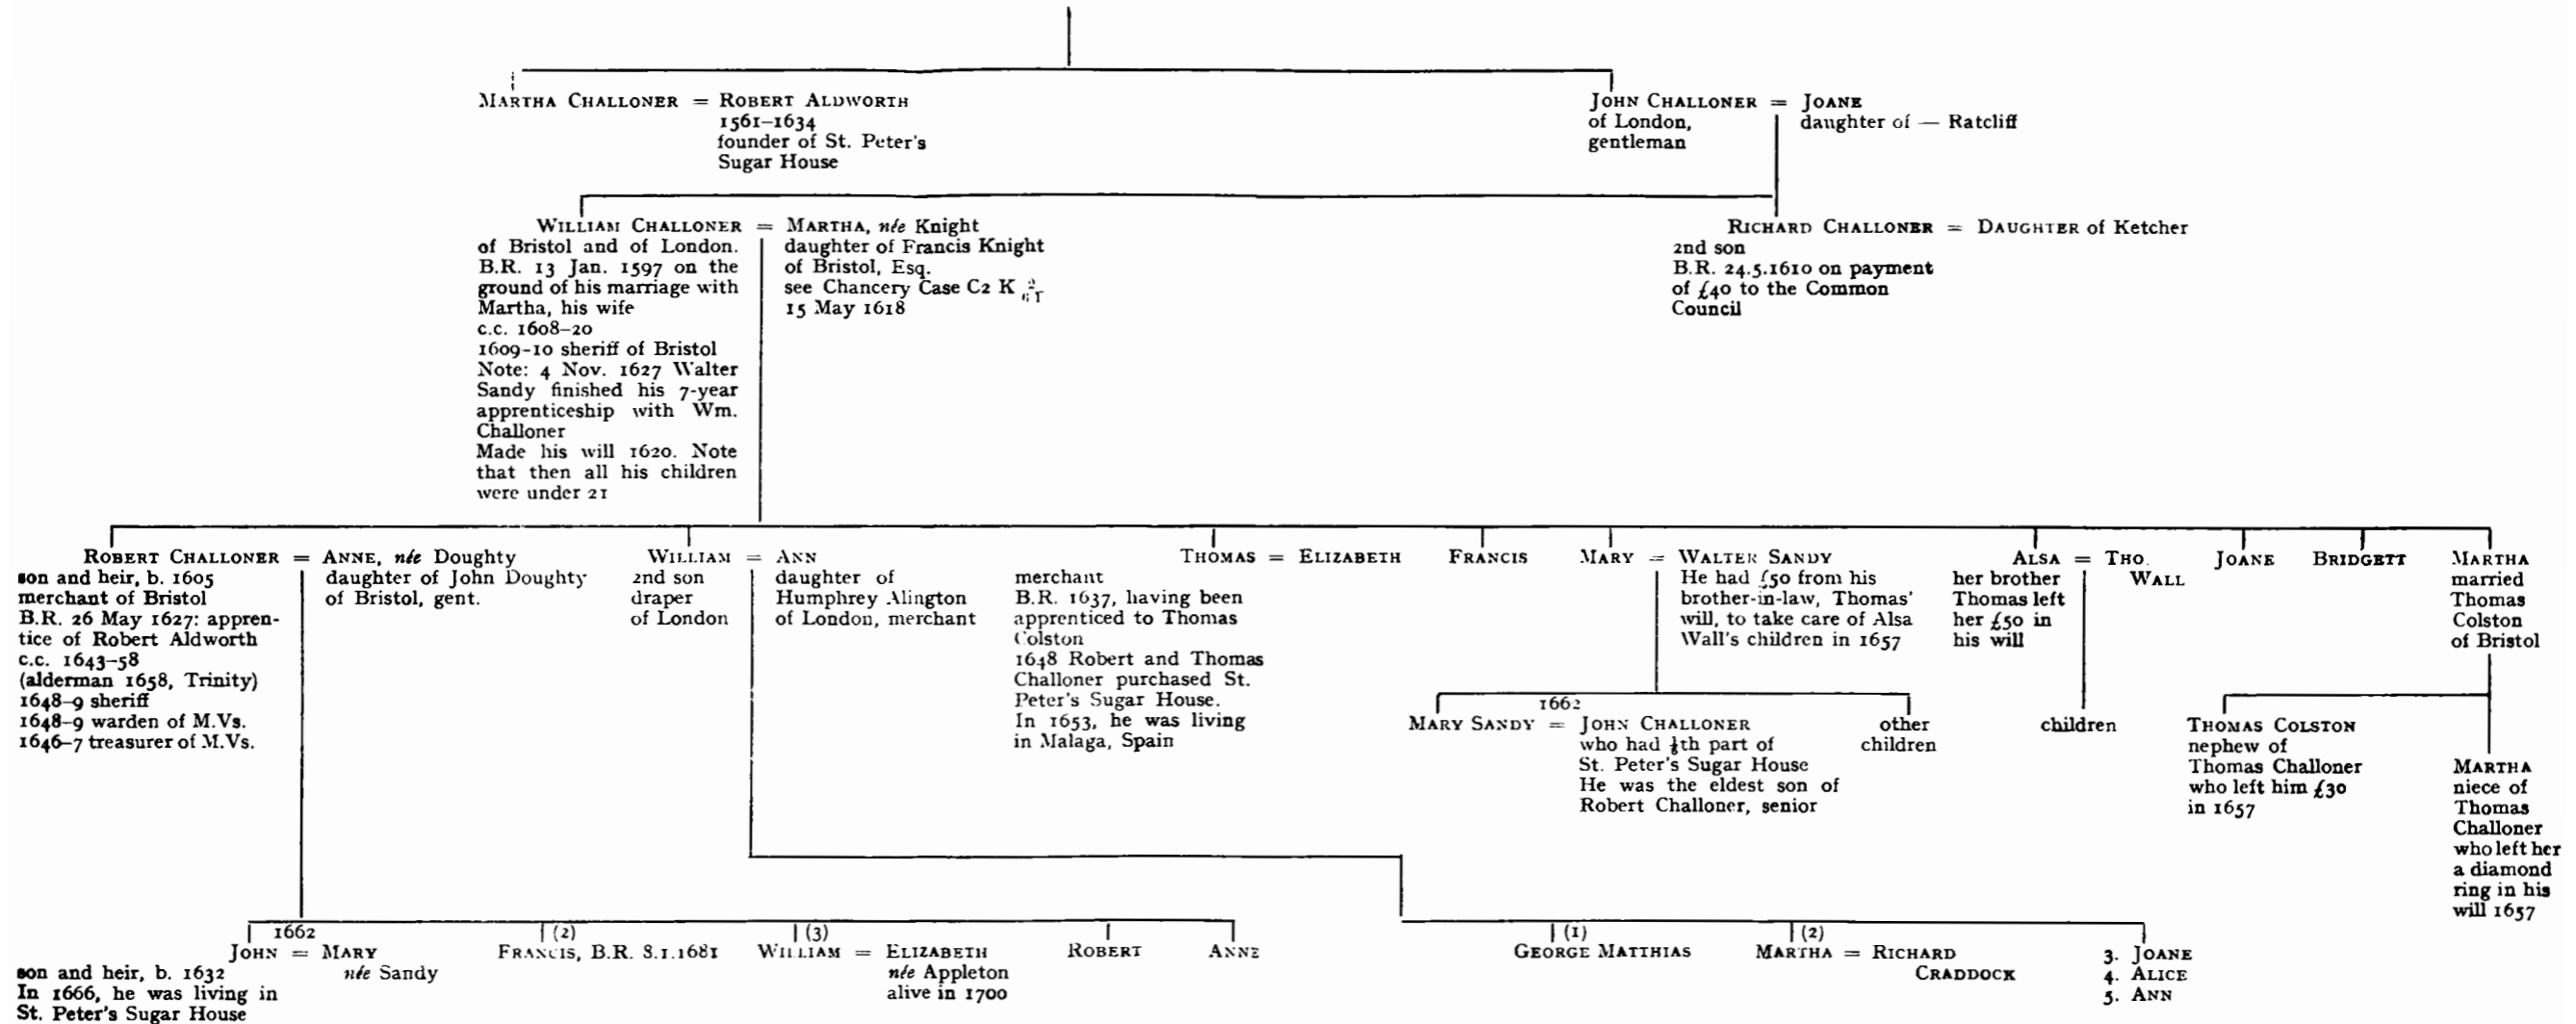 MARTHA CHALLONER = ROBERT ALDWORTH
1561–1634
founder of St. Peter's
Sugar House
JOHN CHALLONER = JOANE
of London,
gentleman
daughter of — Ratcliff
WILLIAM CHALLONER = MARTHA, née Knight
of Bristol and of London.
B.R. 13 Jan. 1597 on the
ground of his marriage with
Martha, his wife
c.c. 1608–20
1609–10 sheriff of Bristol
Note: 4 Nov. 1627 Walter
Sandy finished his 7-year
apprenticeship with Wm.
Challoner
Made his will 1620. Note
that then all his children
were under 21
daughter of Francis Knight
of Bristol, Esq.
see Chancery Case C2 K
15 May 1618
RICHARD CHALLONER = DAUGHTER of Ketcher
2nd son
B.R. 24.5.1610 on payment
of £40 to the Common
Council
ROBERT CHALLONER = ANNE, née Doughty
son and heir, b. 1605
merchant of Bristol
B.R. 26 May 1627: appren-
tice of Robert Aldworth
c.c. 1643–58
(alderman 1658, Trinity)
1648–9 sheriff
1648–9 warden of M.Vs.
1646–7 treasurer of M.Vs.
daughter of John Doughty
of Bristol, gent.
WILLIAM = ANN
2nd son
draper
of London
daughter of
Humphrey Alington
of London, merchant
THOMAS = ELIZABETH
merchant
B.R. 1637, having been
apprenticed to Thomas
Colston
1648 Robert and Thomas
Challoner purchased St.
Peter's Sugar House.
In 1653, he was living
in Malaga, Spain
FRANCIS
MARY = WALTER SANDY
He had £50 from his
brother-in-law, Thomas'
will, to take care of Alsa
Wall's children in 1657
ALSA = THO.
WALL
her brother
Thomas left
her £50 in
his will
JOANE
BRIDGETT
MARTHA
married
Thomas
Colston
of Bristol
1662
MARY SANDY = JOHN CHALLONER
who had ⅛th part of
St. Peter's Sugar House
He was the eldest son of
Robert Challoner, senior
other
children
children
THOMAS COLSTON
nephew of
Thomas Challoner
who left him £30
in 1657
MARTHA
niece of
Thomas
Challoner
who left her
a diamond
ring in his
will 1657
1662
JOHN = MARY
née Sandy
son and heir, b. 1632
In 1666, he was living in
St. Peter's Sugar House
(2)
FRANCIS, B.R. 8.1.1681
(3)
WILLIAM = ELIZABETH
née Appleton
alive in 1700
ROBERT
ANNE
(1)
GEORGE MATTHIAS
(2)
MARTHA = RICHARD
CRADDOCK
3. JOANE
4. ALICE
5. ANN